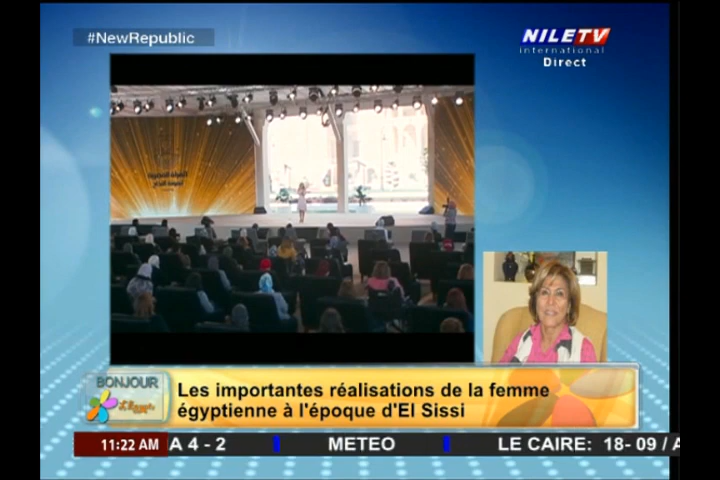 #NewRepublic
NILETV
international
Direct
BONJOUR
L'Egypte
Les importantes réalisations de la femme
égyptienne à l'époque d'El Sissi
11:22 AM A 4 - 2 METEO LE CAIRE: 18- 09 / A